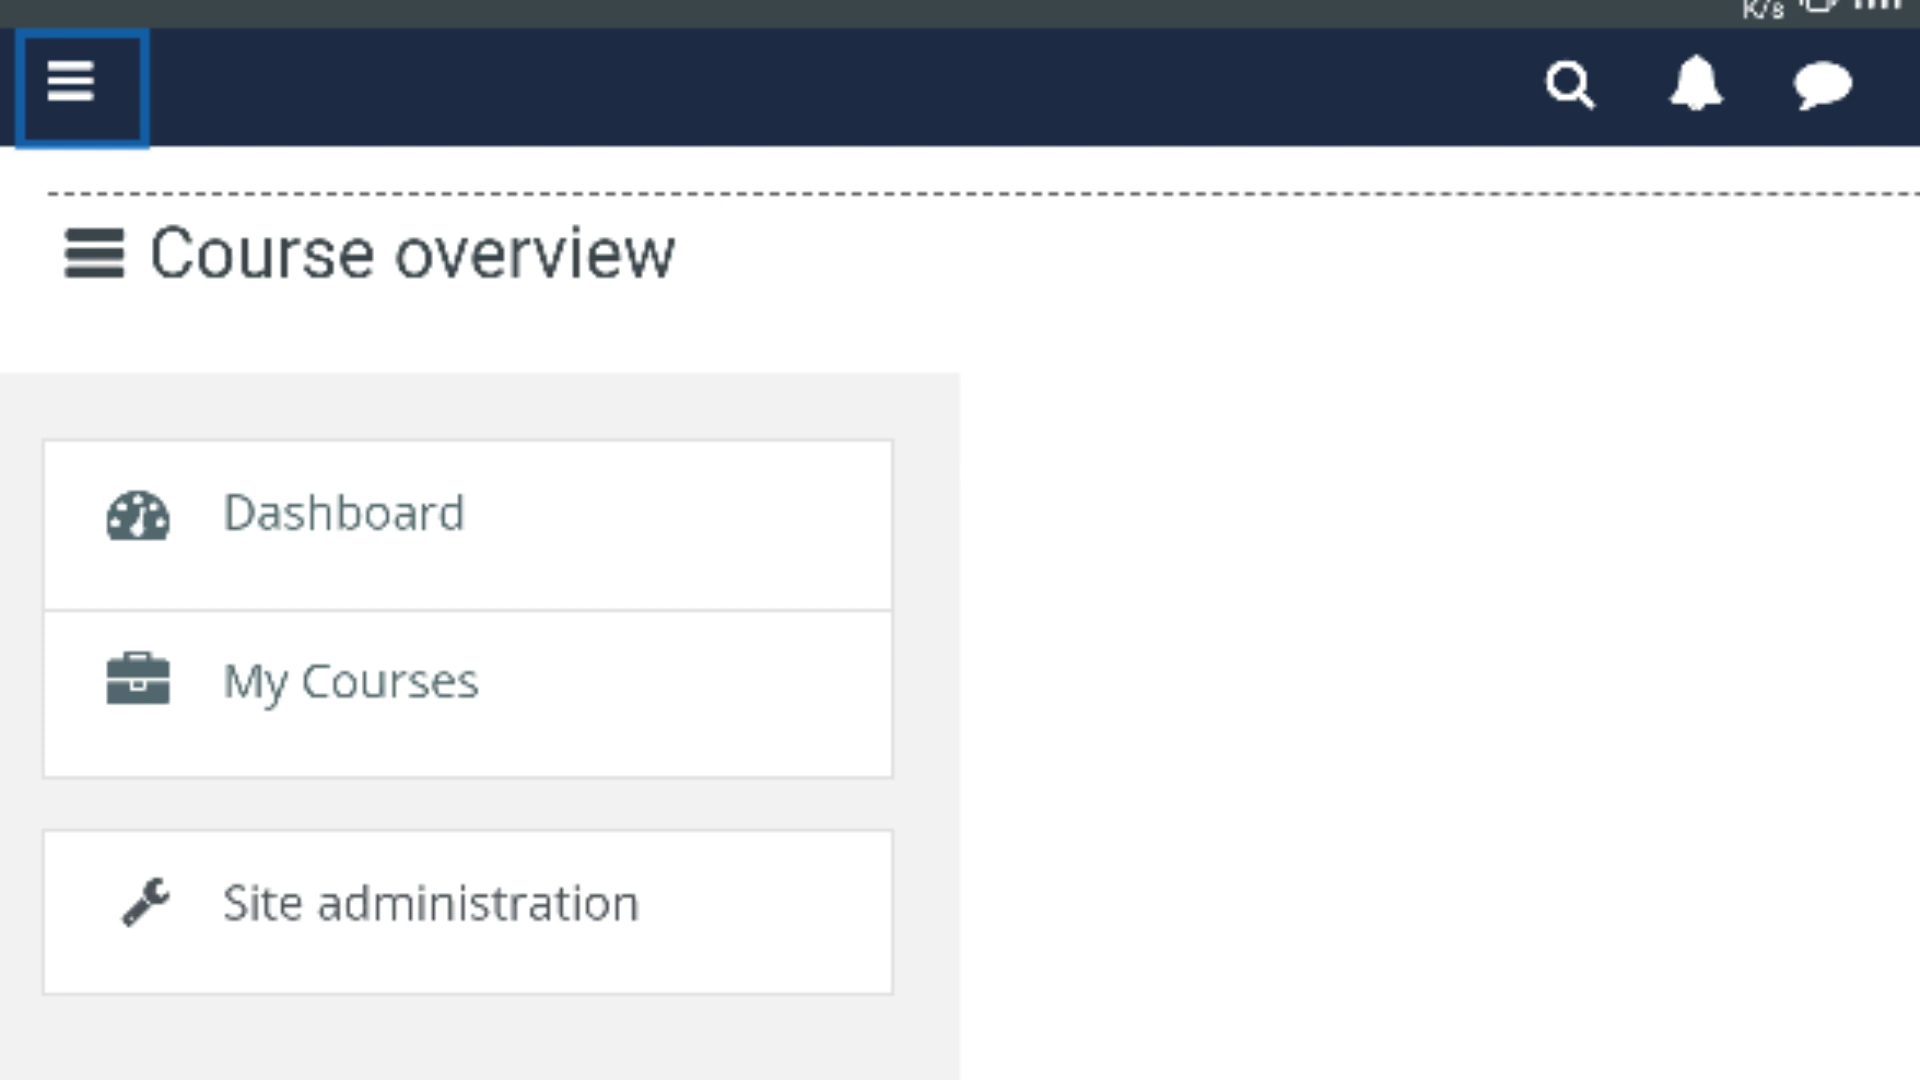 K/s
Course overview
Dashboard
My Courses
Site administration